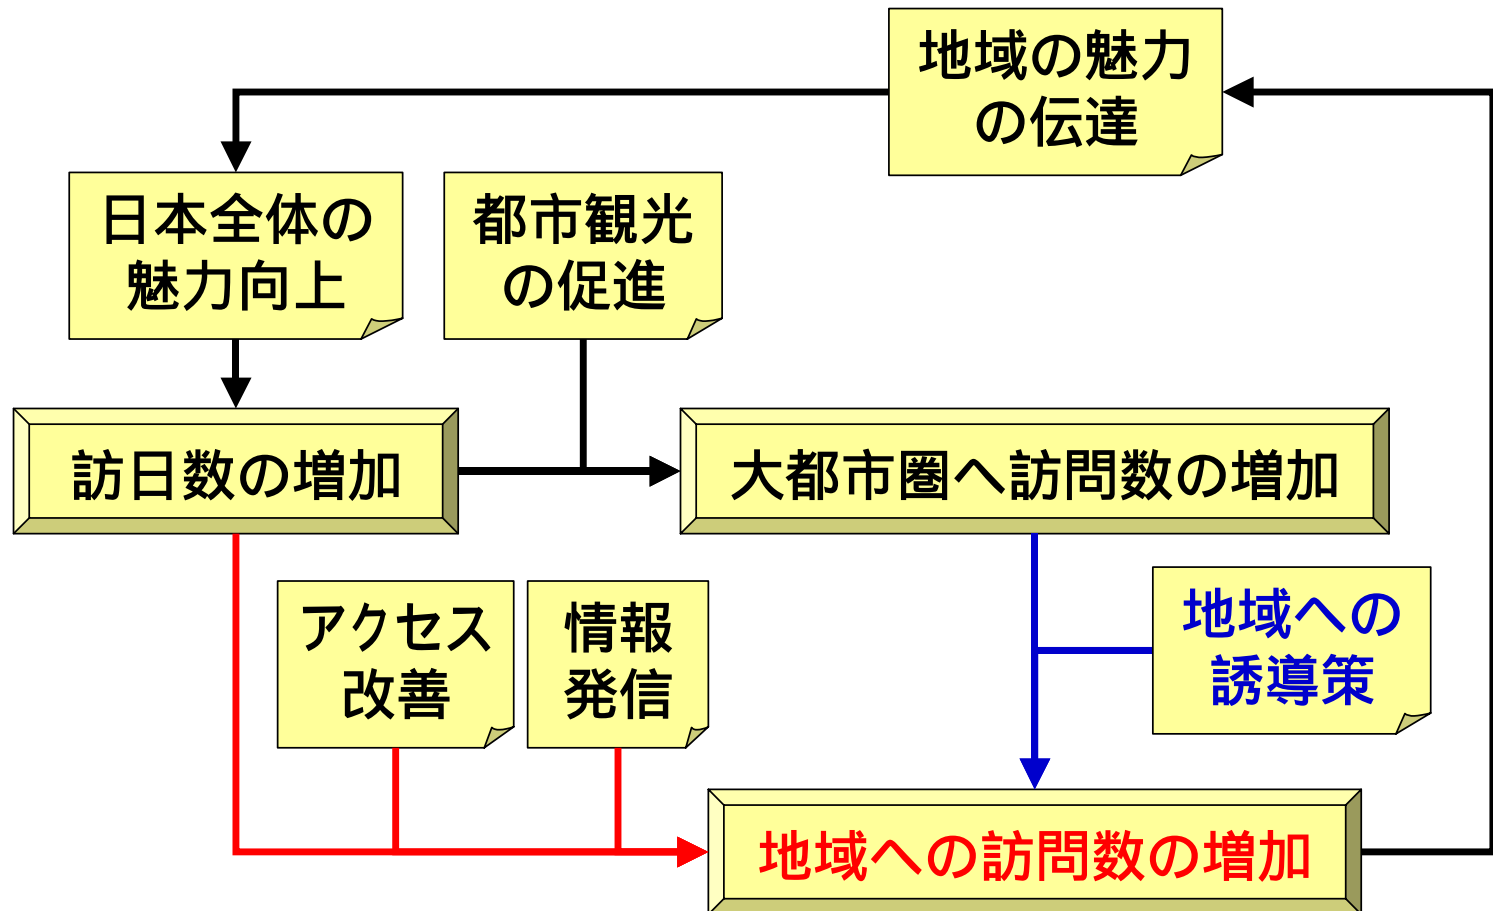 地域の魅力
の伝達
日本全体の
魅力向上
都市観光
の促進
訪日数の増加
大都市圏へ訪問数の増加
アクセス
改善
情報
発信
地域への
誘導策
地域への訪問数の増加